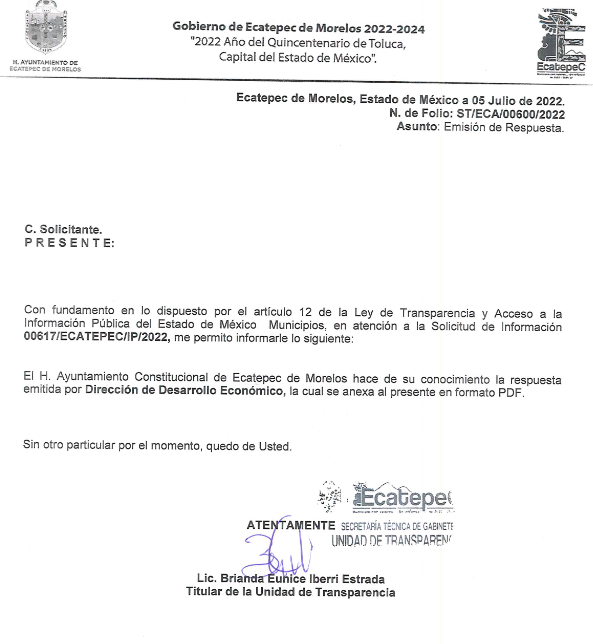 Gobierno de Ecatepec de Morelos 2022-2024
"2022 Año del Quincentenario de Toluca,
Capital del Estado de México".
H. AYUNTAMIENTO DE
ECATEPEC DE MORELOS
EcatepeC
Ecatepec de Morelos, Estado de México a 05 Julio de 2022.
N. de Folio: ST/ECA/00600/2022
Asunto: Emisión de Respuesta.
C. Solicitante.
P R E S E N T E:
Con fundamento en lo dispuesto por el artículo 12 de la Ley de Transparencia y Acceso a la
Información Pública del Estado de México Municipios, en atención a la Solicitud de Información
00617/ECATEPEC/IP/2022, me permito informarle lo siguiente:
El H. Ayuntamiento Constitucional de Ecatepec de Morelos hace de su conocimiento la respuesta
emitida por Dirección de Desarrollo Económico, la cual se anexa al presente en formato PDF.
Sin otro particular por el momento, quedo de Usted.
Ecatepec
ATENTAMENTE SECRETARÍA TÉCNICA DE GABINETE
UNIDAD DE TRANSPARENC
Lic. Brianda Eunice Iberri Estrada
Titular de la Unidad de Transparencia